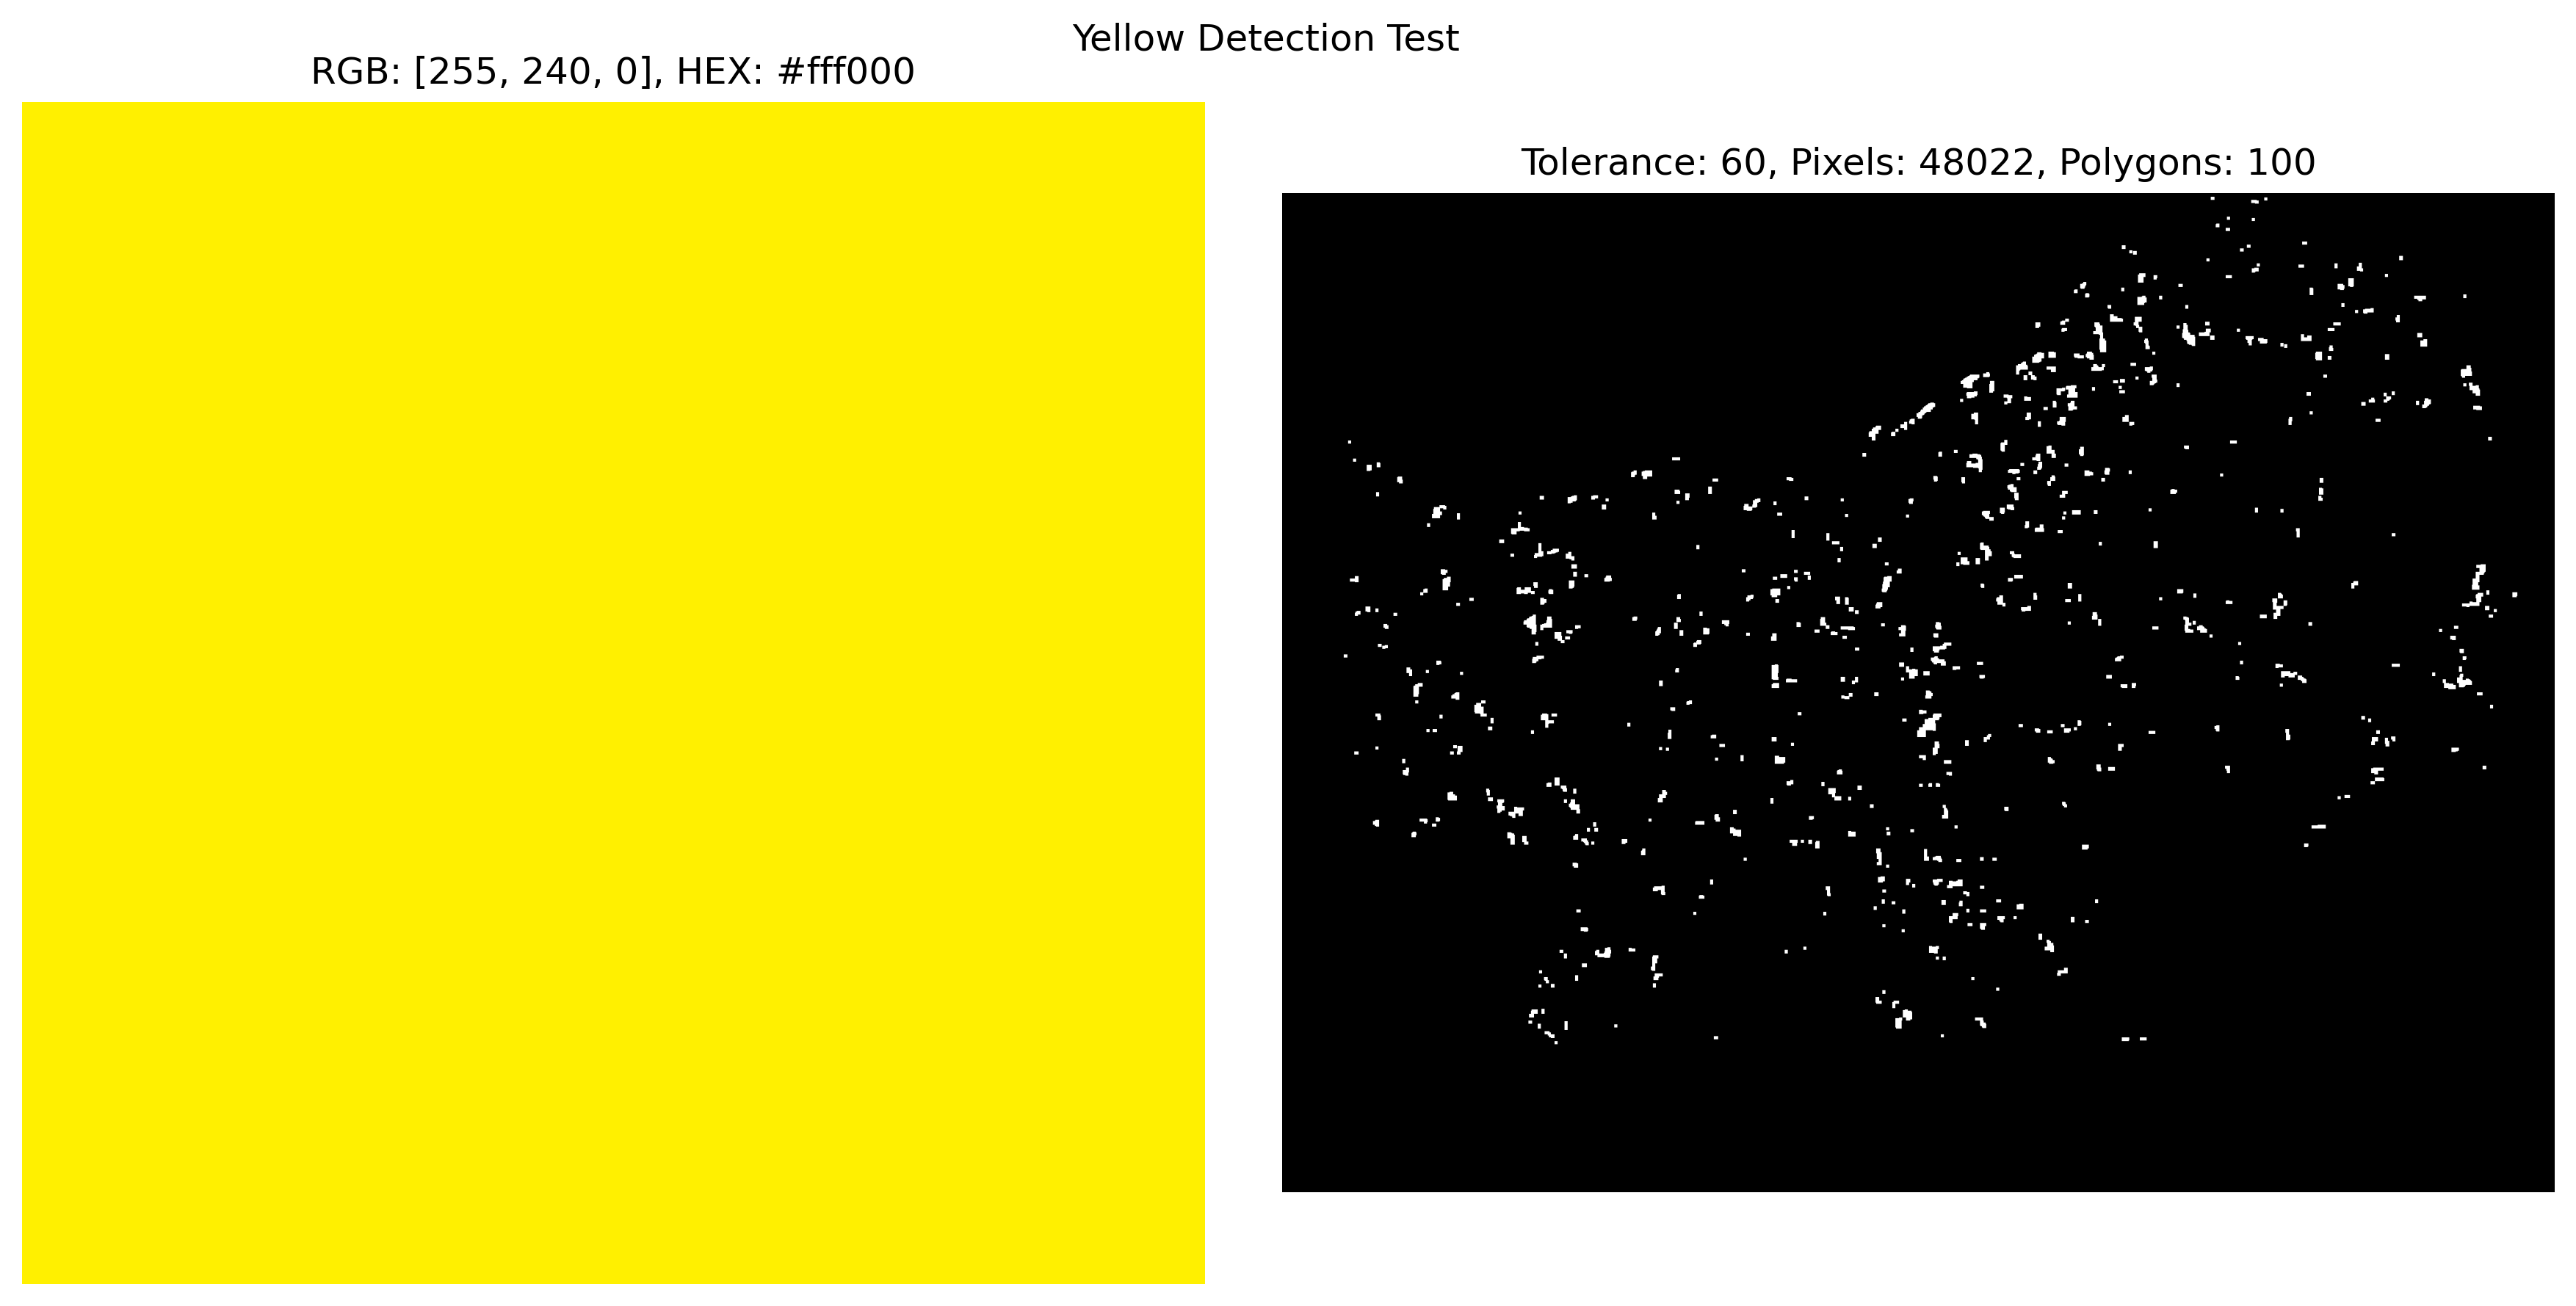 Yellow Detection Test
RGB: [255, 240, 0], HEX: #fff000
Tolerance: 60, Pixels: 48022, Polygons: 100